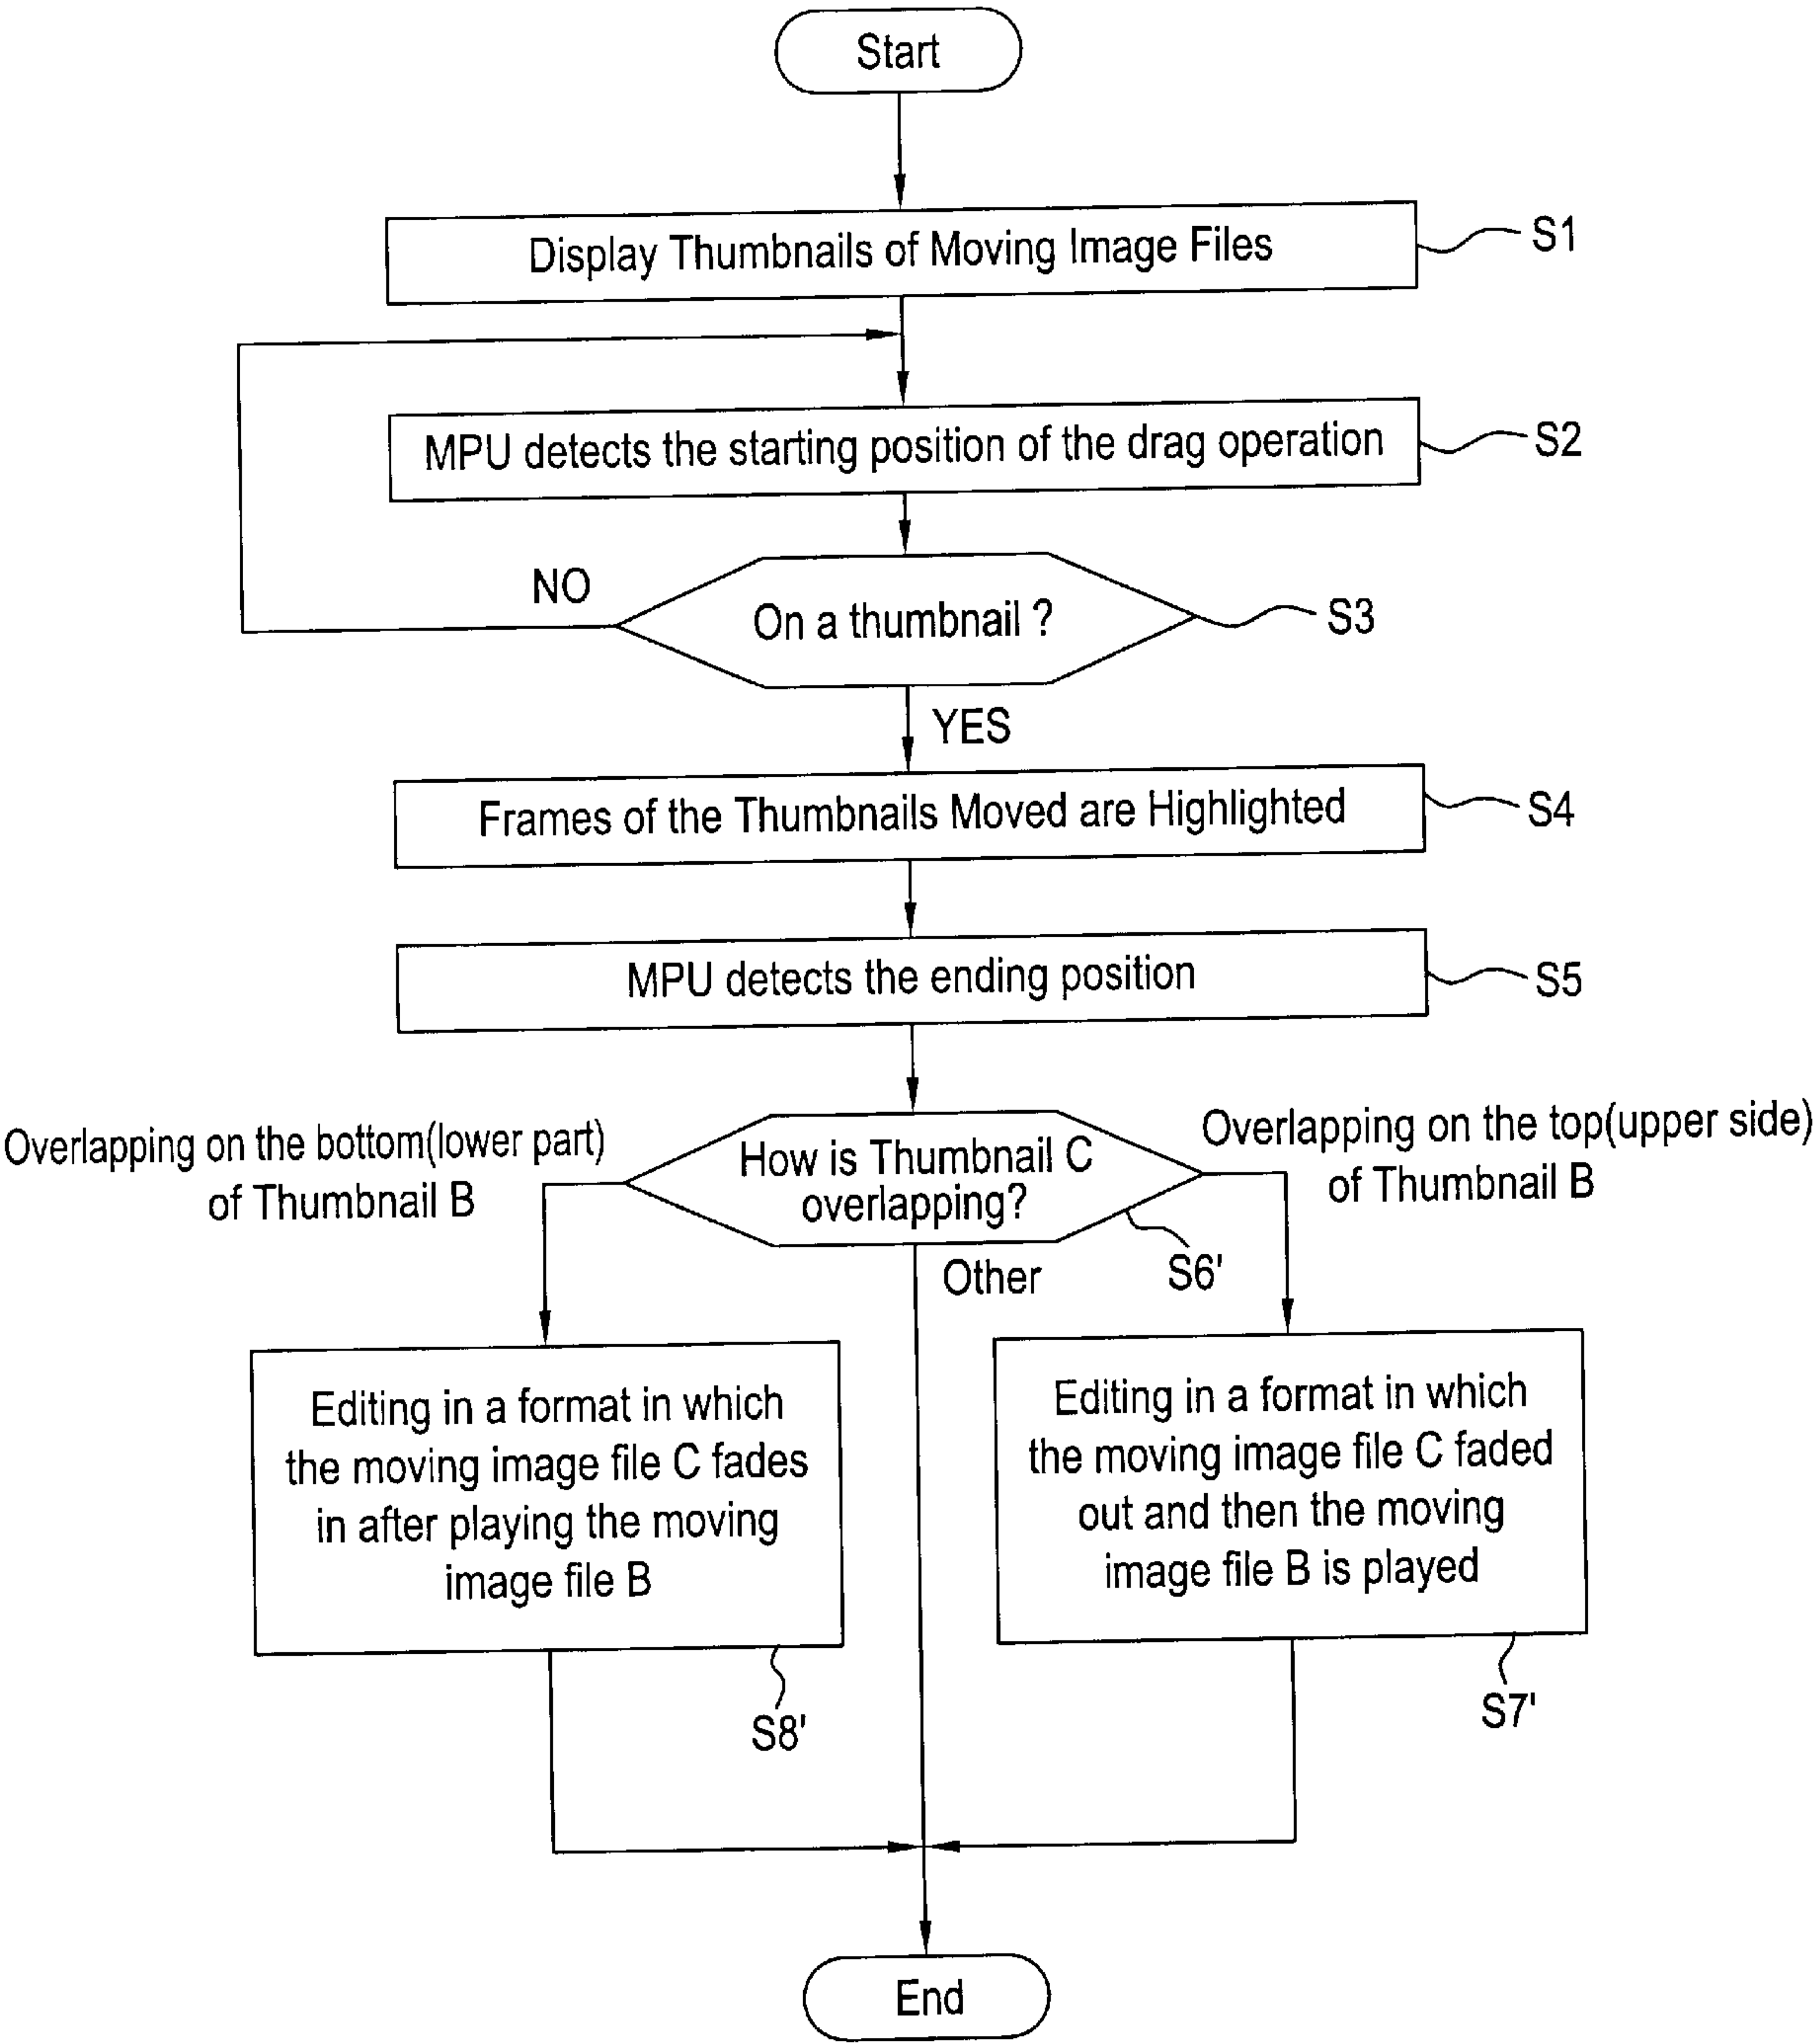 Start
Display Thumbnails of Moving Image Files
S1
MPU detects the starting position of the drag operation
S2
NO
On a thumbnail ?
S3
YES
Frames of the Thumbnails Moved are Highlighted
S4
MPU detects the ending position
S5
Overlapping on the bottom(lower part)
of Thumbnail B
How is Thumbnail C
overlapping?
Overlapping on the top(upper side)
of Thumbnail B
S6'
Other
Editing in a format in which
the moving image file C fades
in after playing the moving
image file B
S8'
Editing in a format in which
the moving image file C faded
out and then the moving
image file B is played
S7'
End